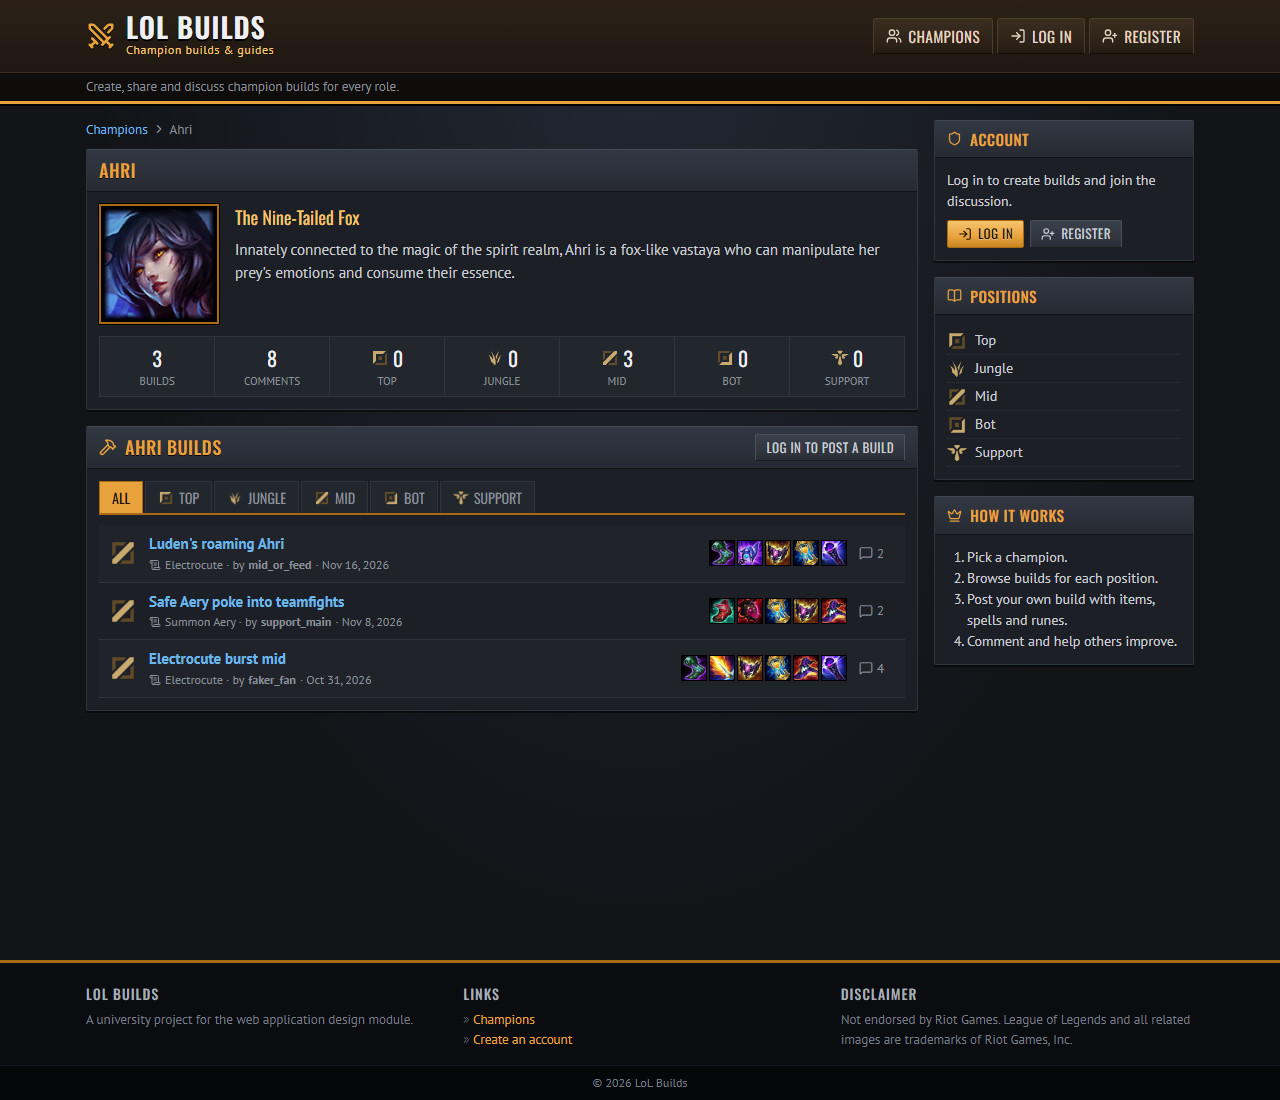 LOL BUILDS
Champion builds & guides
CHAMPIONS
LOG IN
REGISTER
Create, share and discuss champion builds for every role.
Champions > Ahri
AHRI
The Nine-Tailed Fox
Innately connected to the magic of the spirit realm, Ahri is a fox-like vastaya who can manipulate her
prey's emotions and consume their essence.
3
BUILDS
8
COMMENTS
0
TOP
0
JUNGLE
3
MID
0
BOT
0
SUPPORT
AHRI BUILDS
LOG IN TO POST A BUILD
ALL
TOP
JUNGLE
MID
BOT
SUPPORT
Luden's roaming Ahri
Electrocute · by mid_or_feed · Nov 16, 2026
2
Safe Aery poke into teamfights
Summon Aery · by support_main · Nov 8, 2026
2
Electrocute burst mid
Electrocute · by faker_fan · Oct 31, 2026
4
ACCOUNT
Log in to create builds and join the
discussion.
LOG IN
REGISTER
POSITIONS
Top
Jungle
Mid
Bot
Support
HOW IT WORKS
1. Pick a champion.
2. Browse builds for each position.
3. Post your own build with items,
spells and runes.
4. Comment and help others improve.
LOL BUILDS
A university project for the web application design module.
LINKS
» Champions
» Create an account
DISCLAIMER
Not endorsed by Riot Games. League of Legends and all related
images are trademarks of Riot Games, Inc.
© 2026 LoL Builds